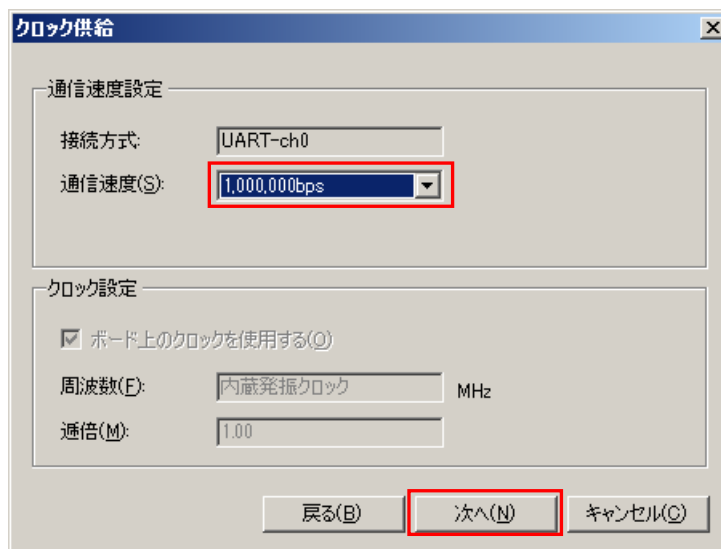 クロック供給
通信速度設定
接続方式: UART-ch0
通信速度(S): 1,000,000bps
クロック設定
ボード上のクロックを使用する(O)
周波数(F): 内蔵発振クロック MHz
逓倍(M): 1.00
戻る(B) 次へ(N) キャンセル(C)